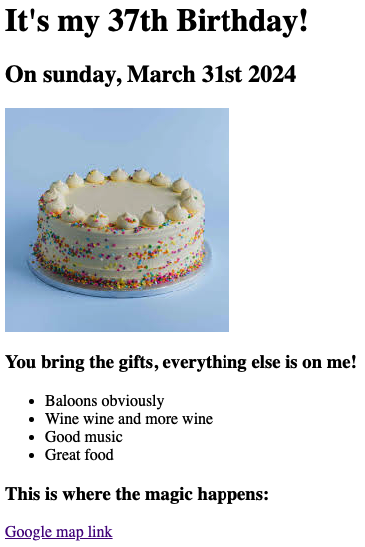 It's my 37th Birthday!
On sunday, March 31st 2024
You bring the gifts, everything else is on me!
Baloons obviously
Wine wine and more wine
Good music
Great food
This is where the magic happens:
Google map link